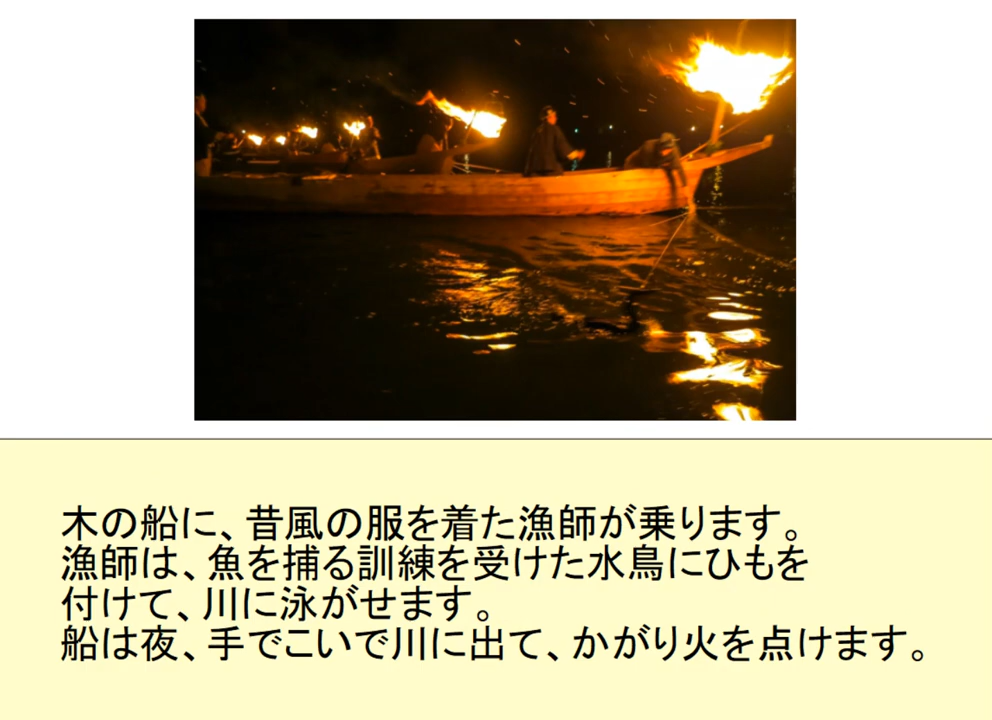 木の船に、昔風の服を着た漁師が乗ります。
漁師は、魚を捕る訓練を受けた水鳥にひもを
付けて、川に泳がせます。
船は夜、手でこいで川に出て、かがり火を点けます。